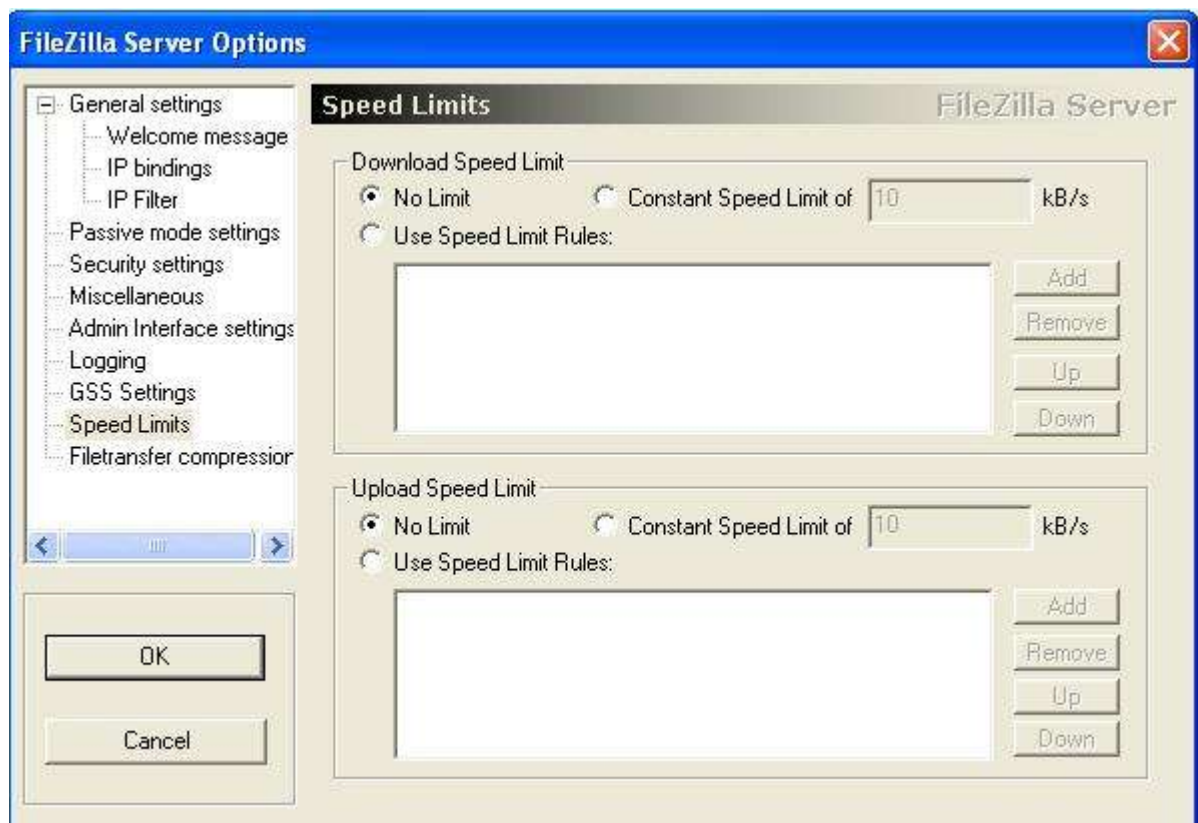 FileZilla Server Options
General settings
Welcome message
IP bindings
IP Filter
Passive mode settings
Security settings
Miscellaneous
Admin Interface settings
Logging
GSS Settings
Speed Limits
Filetransfer compression
OK
Cancel
Speed Limits FileZilla Server
Download Speed Limit
No Limit Constant Speed Limit of 10 kB/s
Use Speed Limit Rules:
Add
Remove
Up
Down
Upload Speed Limit
No Limit Constant Speed Limit of 10 kB/s
Use Speed Limit Rules:
Add
Remove
Up
Down